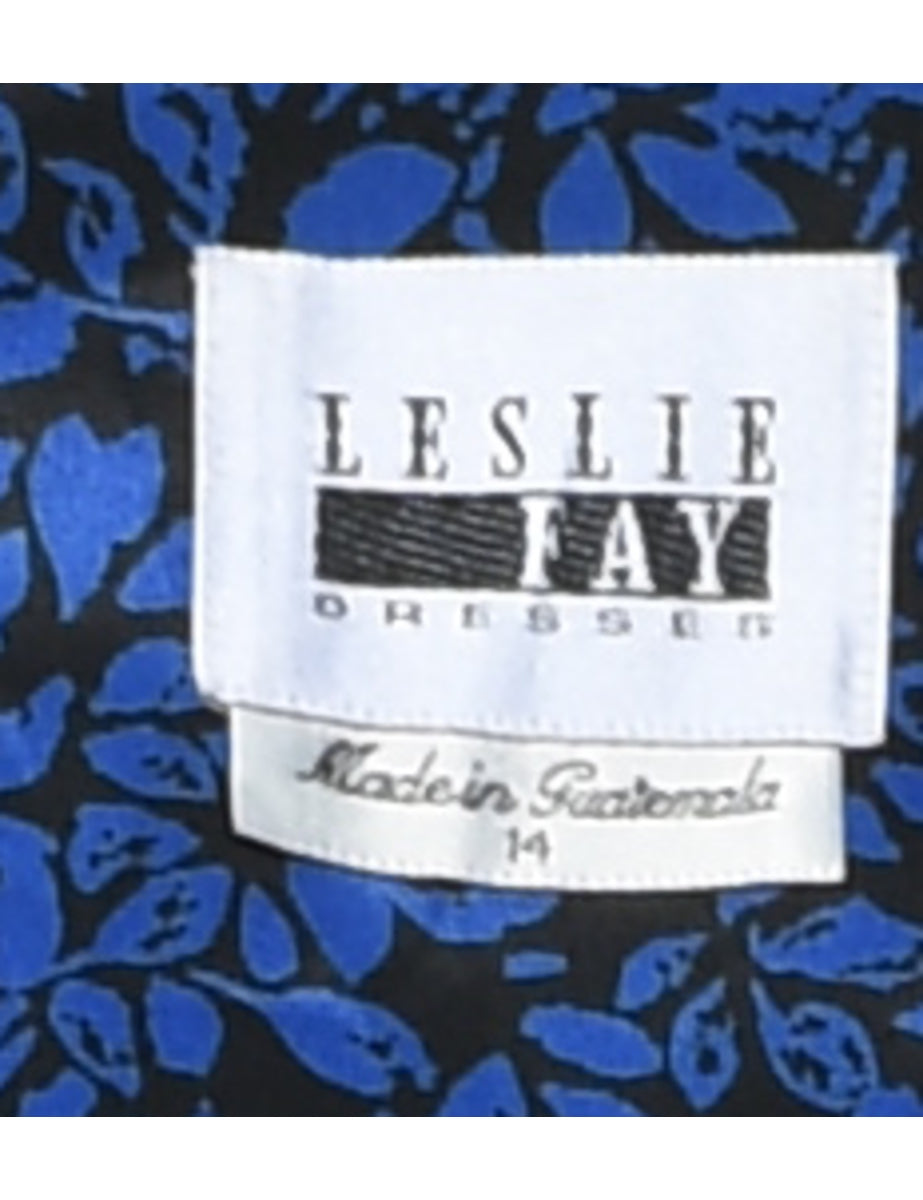 LESLIE
FAY
DRESSES
Made in Guatemala
14